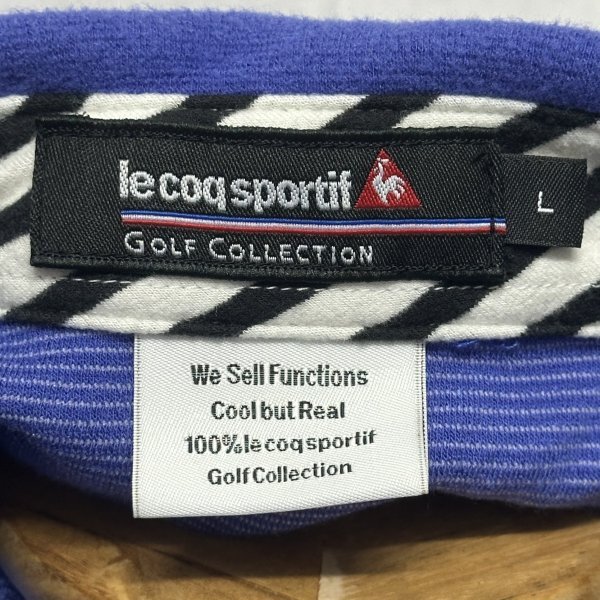 le coq sportif
GOLF COLLECTION
L
We Sell Functions
Cool but Real
100% le coq sportif
Golf Collection